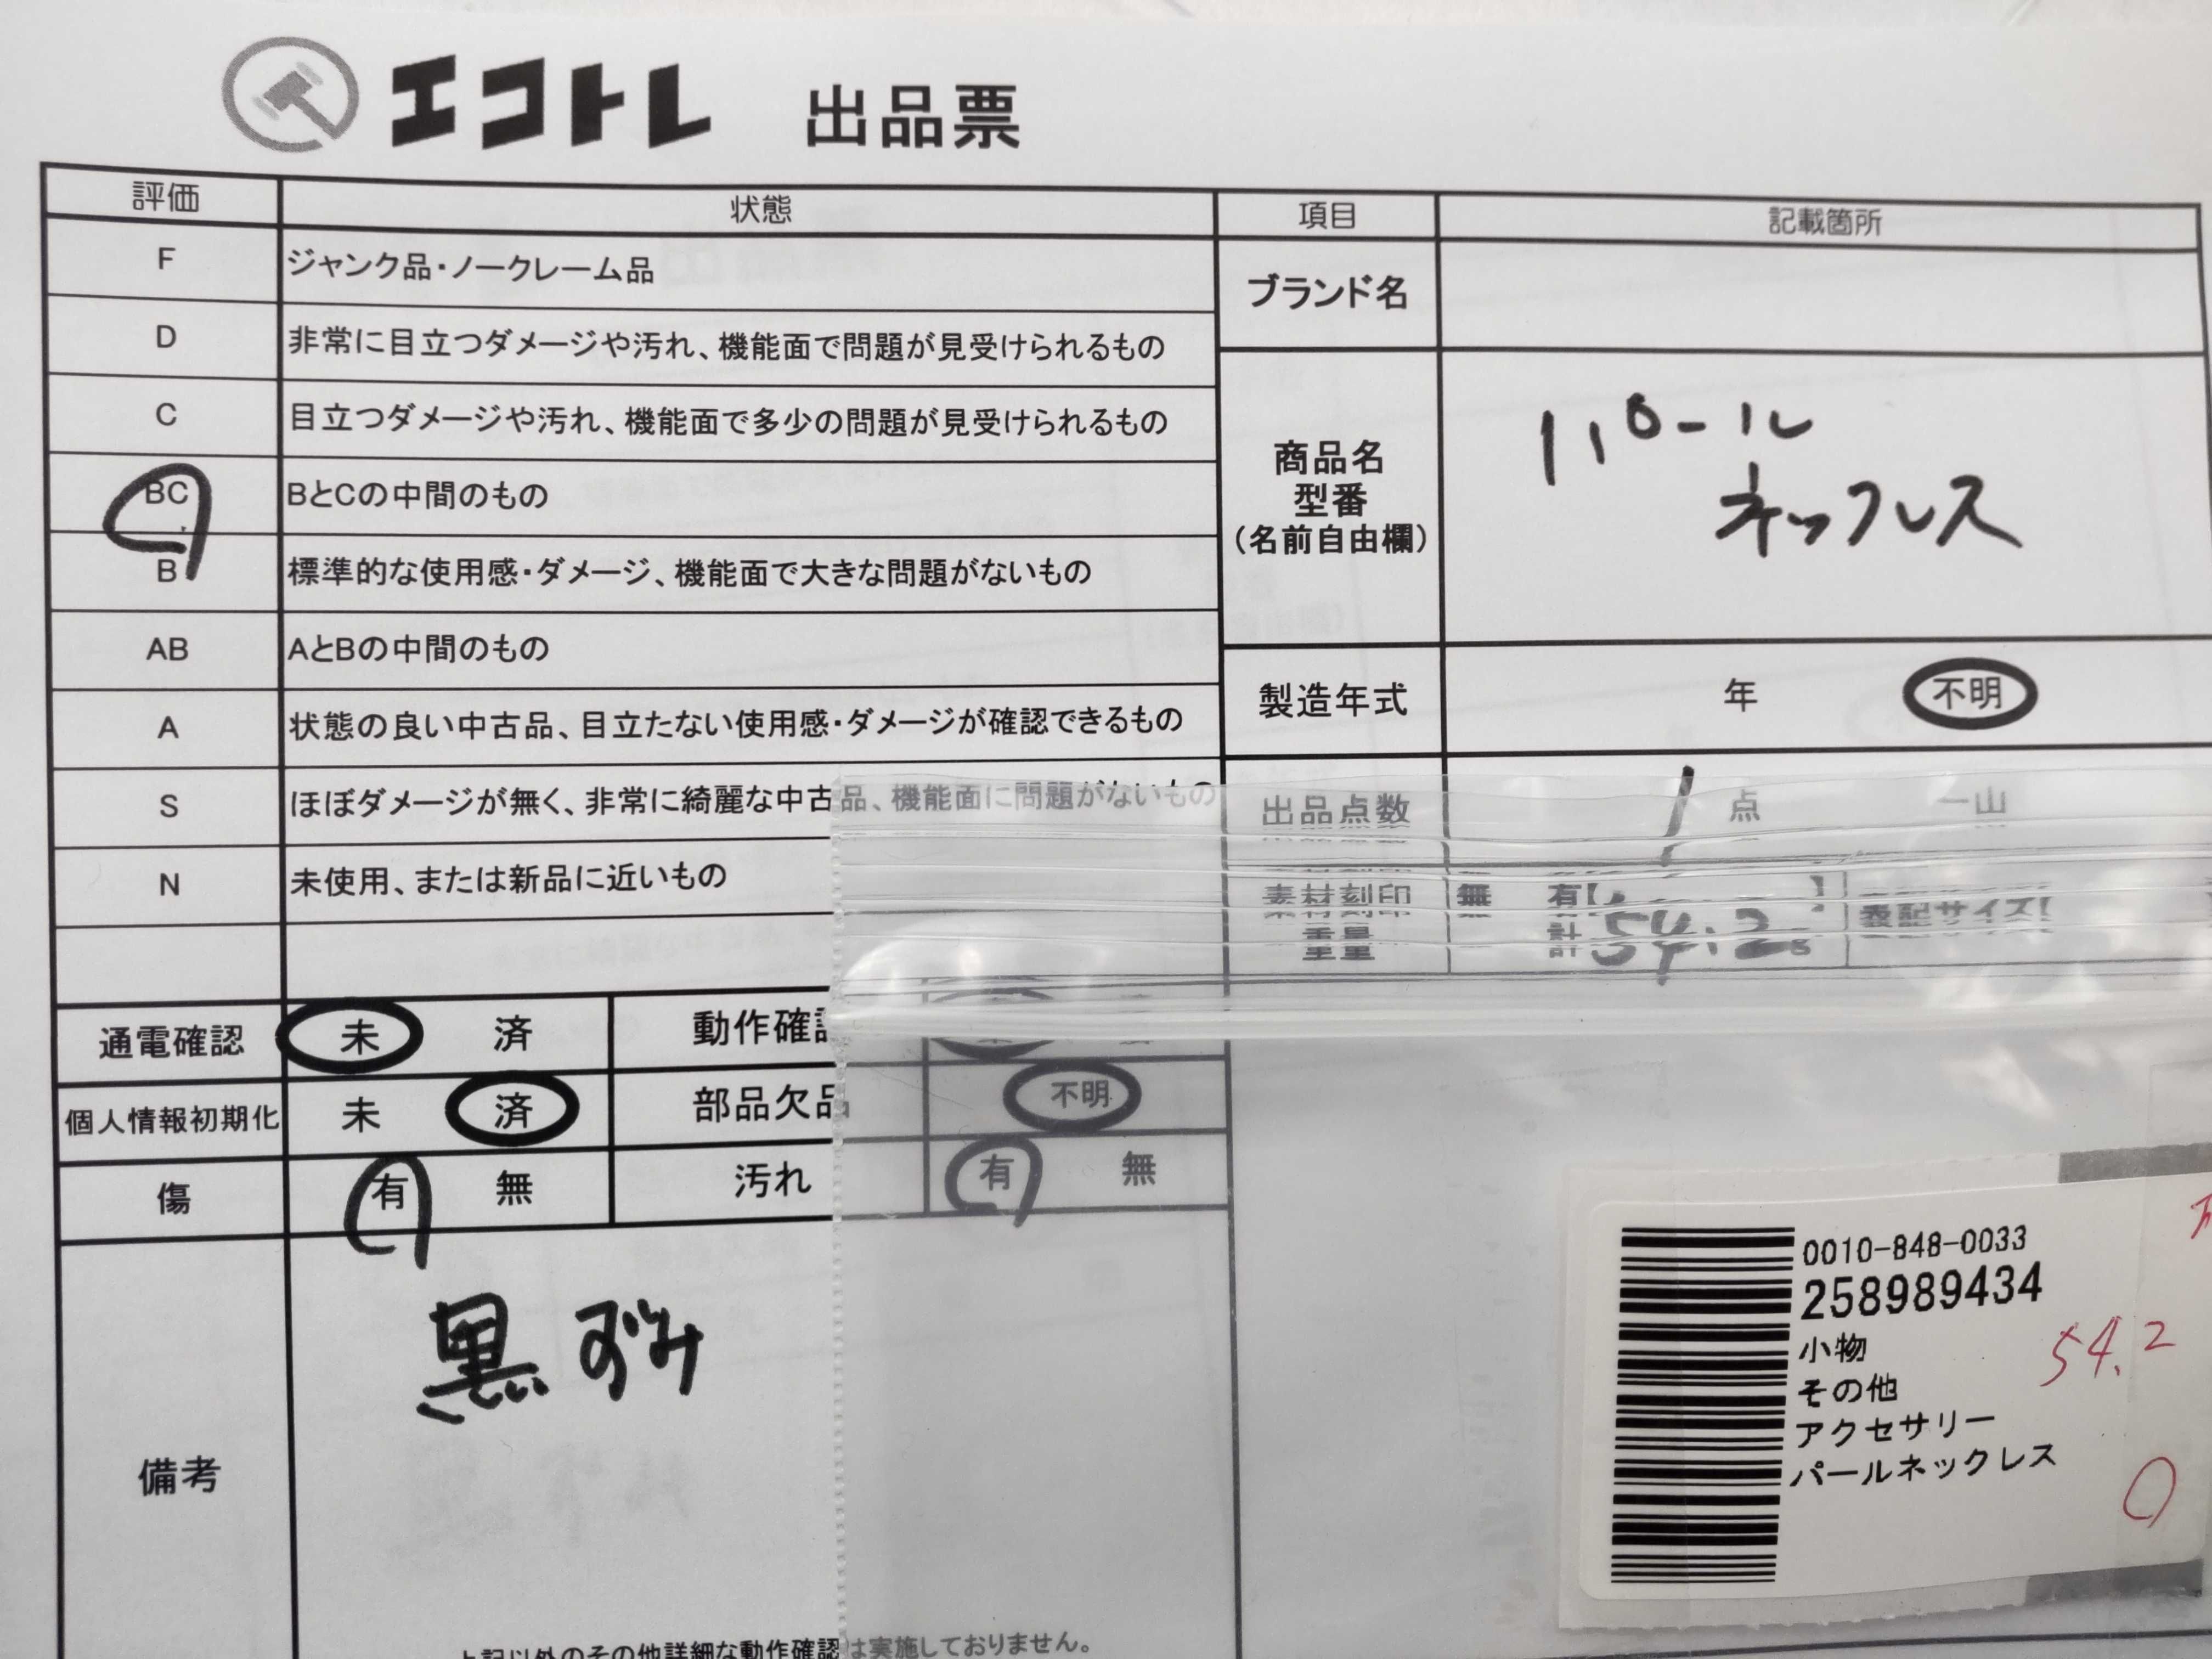 エコトレ 出品票
評価 状態 項目 記載箇所
F ジャンク品・ノークレーム品
D 非常に目立つダメージや汚れ、機能面で問題が見受けられるもの
C 目立つダメージや汚れ、機能面で多少の問題が見受けられるもの
BC BとCの中間のもの
B 標準的な使用感・ダメージ、機能面で大きな問題がないもの
AB AとBの中間のもの
A 状態の良い中古品、目立たない使用感・ダメージが確認できるもの
S ほぼダメージが無く、非常に綺麗な中古品、機能面に問題がないもの
N 未使用、または新品に近いもの
ブランド名
商品名
型番
(名前自由欄)
パール
ネックレス
製造年式 年 不明
出品点数 1 点 一山
素材刻印 無 有【 】 表記サイズ【
重量 計 54.2 g
通電確認 未 済 動作確認
個人情報初期化 未 済 部品欠品 不明
傷 有 無 汚れ 有 無
備考
黒ずみ
上記以外のその他詳細な動作確認は実施しておりません。
0010-848-0033
258989434
小物
その他
アクセサリー
パールネックレス
54.2